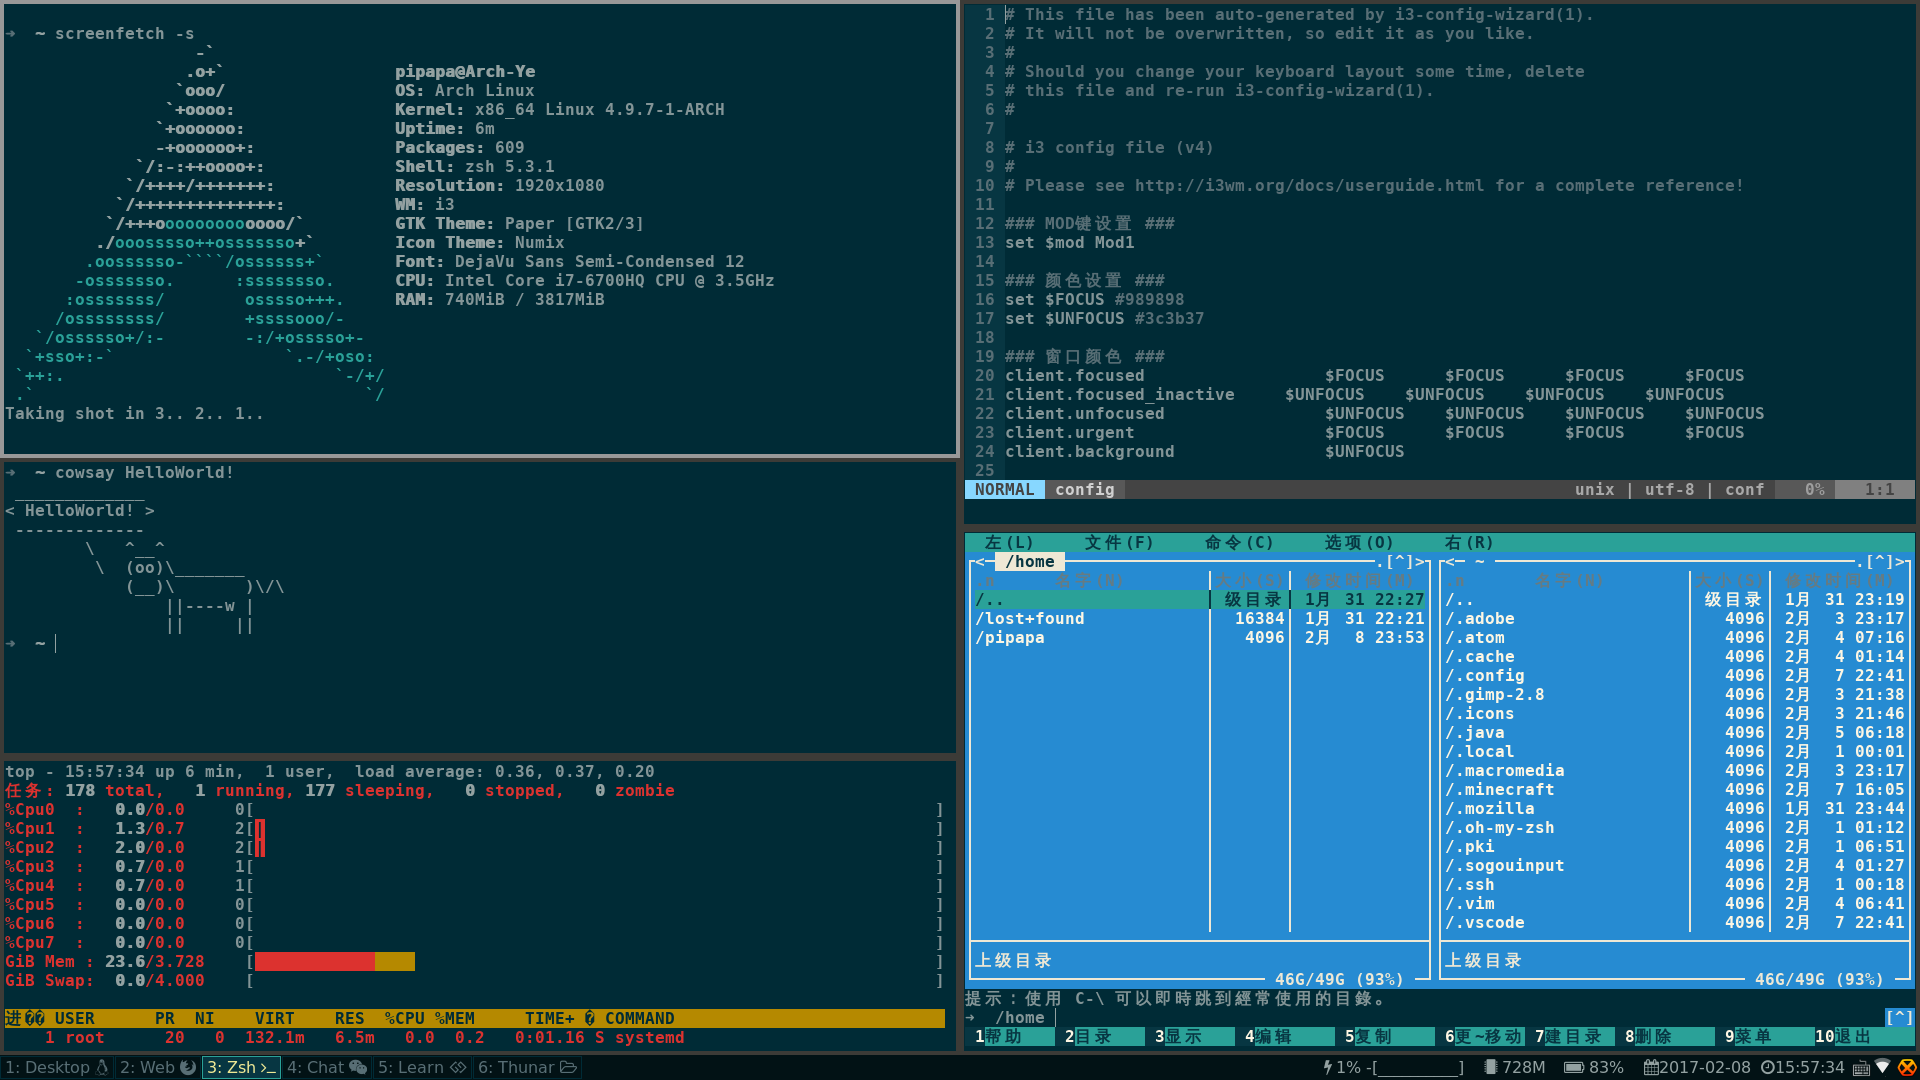 ➜  ~ screenfetch -s
-`
.o+`
`ooo/
`+oooo:
`+oooooo:
-+oooooo+:
`/:-:++oooo+:
`/++++/+++++++:
`/++++++++++++++:
`/+++ooooooooooooo/`
./ooosssso++osssssso+`
.oossssso-````/ossssss+`
-osssssso.      :ssssssso.
:osssssss/        osssso+++.
/ossssssss/        +ssssooo/-
`/ossssso+/:-        -:/+osssso+-
`+sso+:-`                 `.-/+oso:
`++:.                           `-/+/
.`                                 `/
pipapa@Arch-Ye
OS: Arch Linux
Kernel: x86_64 Linux 4.9.7-1-ARCH
Uptime: 6m
Packages: 609
Shell: zsh 5.3.1
Resolution: 1920x1080
WM: i3
GTK Theme: Paper [GTK2/3]
Icon Theme: Numix
Font: DejaVu Sans Semi-Condensed 12
CPU: Intel Core i7-6700HQ CPU @ 3.5GHz
RAM: 740MiB / 3817MiB
Taking shot in 3.. 2.. 1..
➜  ~ cowsay HelloWorld!
 _____________
< HelloWorld! >
 -------------
        \   ^__^
         \  (oo)\_______
            (__)\       )\/\
                ||----w |
                ||     ||
➜  ~
top - 15:57:34 up 6 min,  1 user,  load average: 0.36, 0.37, 0.20
任务: 178 total,   1 running, 177 sleeping,   0 stopped,   0 zombie
%Cpu0  :   0.0/0.0     0[                    ]
%Cpu1  :   1.3/0.7     2[|                   ]
%Cpu2  :   2.0/0.0     2[|                   ]
%Cpu3  :   0.7/0.0     1[                    ]
%Cpu4  :   0.7/0.0     1[                    ]
%Cpu5  :   0.0/0.0     0[                    ]
%Cpu6  :   0.0/0.0     0[                    ]
%Cpu7  :   0.0/0.0     0[                    ]
GiB Mem : 23.6/3.728    [                    ]
GiB Swap:  0.0/4.000    [                    ]
进�� USER      PR  NI    VIRT    RES  %CPU %MEM     TIME+ � COMMAND
1 root      20   0  132.1m   6.5m   0.0  0.2   0:01.16 S systemd
1 # This file has been auto-generated by i3-config-wizard(1).
2 # It will not be overwritten, so edit it as you like.
3 #
4 # Should you change your keyboard layout some time, delete
5 # this file and re-run i3-config-wizard(1).
6 #
7
8 # i3 config file (v4)
9 #
10 # Please see http://i3wm.org/docs/userguide.html for a complete reference!
11
12 ### MOD键设置 ###
13 set $mod Mod1
14
15 ### 颜色设置 ###
16 set $FOCUS #989898
17 set $UNFOCUS #3c3b37
18
19 ### 窗口颜色 ###
20 client.focused                  $FOCUS      $FOCUS      $FOCUS      $FOCUS
21 client.focused_inactive     $UNFOCUS    $UNFOCUS    $UNFOCUS    $UNFOCUS
22 client.unfocused                $UNFOCUS    $UNFOCUS    $UNFOCUS    $UNFOCUS
23 client.urgent                   $FOCUS      $FOCUS      $FOCUS      $FOCUS
24 client.background               $UNFOCUS
25
NORMAL config unix | utf-8 | conf 0% 1:1
左(L)     文件(F)     命令(C)     选项(O)     右(R)
<- /home .[^]>
.n 名字(N) 大小(S) 修改时间(M)
/.. 级目录 1月 31 22:27
/lost+found 16384 1月 31 22:21
/pipapa 4096 2月 8 23:53
上级目录
46G/49G (93%)
<- ~ .[^]>
.n 名字(N) 大小(S) 修改时间(M)
/.. 级目录 1月 31 23:19
/.adobe 4096 2月 3 23:17
/.atom 4096 2月 4 07:16
/.cache 4096 2月 4 01:14
/.config 4096 2月 7 22:41
/.gimp-2.8 4096 2月 3 21:38
/.icons 4096 2月 3 21:46
/.java 4096 2月 5 06:18
/.local 4096 2月 1 00:01
/.macromedia 4096 2月 3 23:17
/.minecraft 4096 2月 7 16:05
/.mozilla 4096 1月 31 23:44
/.oh-my-zsh 4096 2月 1 01:12
/.pki 4096 2月 1 06:51
/.sogouinput 4096 2月 4 01:27
/.ssh 4096 2月 1 00:18
/.vim 4096 2月 4 06:41
/.vscode 4096 2月 7 22:41
上级目录
46G/49G (93%)
提示：使用 C-\ 可以即時跳到經常使用的目錄。
➜  /home [^]
1帮助 2目录 3显示 4编辑 5复制 6更~移动 7建目录 8删除 9菜单 10退出
1: Desktop 2: Web 3: Zsh 4: Chat 5: Learn 6: Thunar 1% -[_________] 728M 83% 2017-02-08 15:57:34